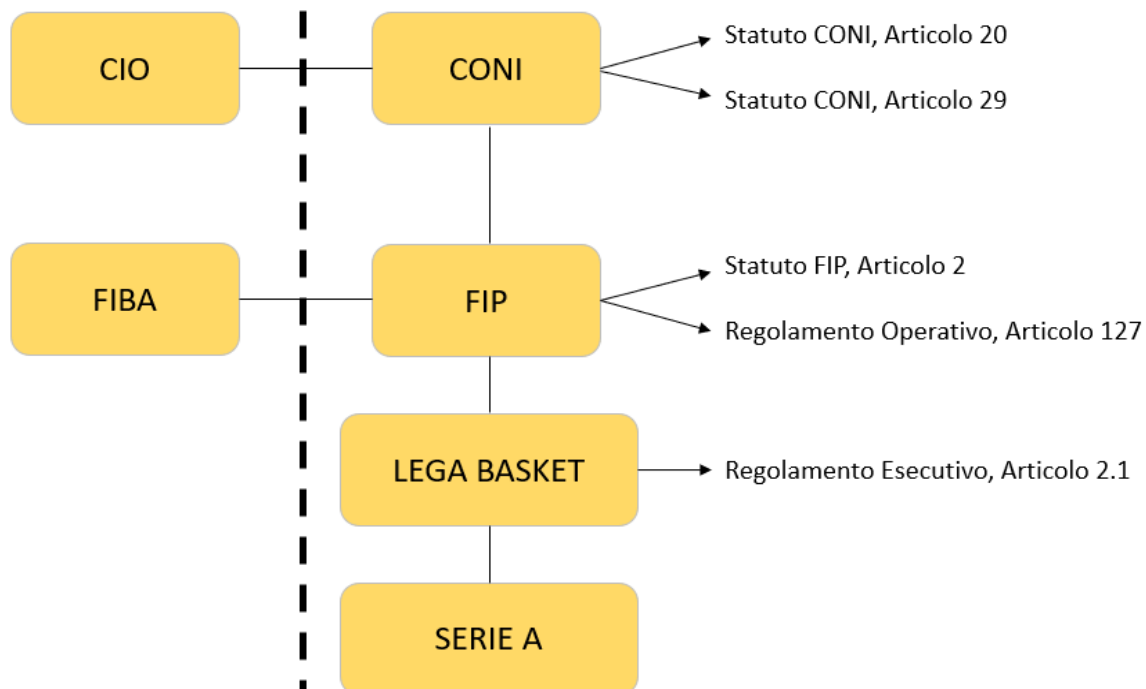 CIO
CONI
Statuto CONI, Articolo 20
Statuto CONI, Articolo 29
FIBA
FIP
Statuto FIP, Articolo 2
Regolamento Operativo, Articolo 127
LEGA BASKET
Regolamento Esecutivo, Articolo 2.1
SERIE A